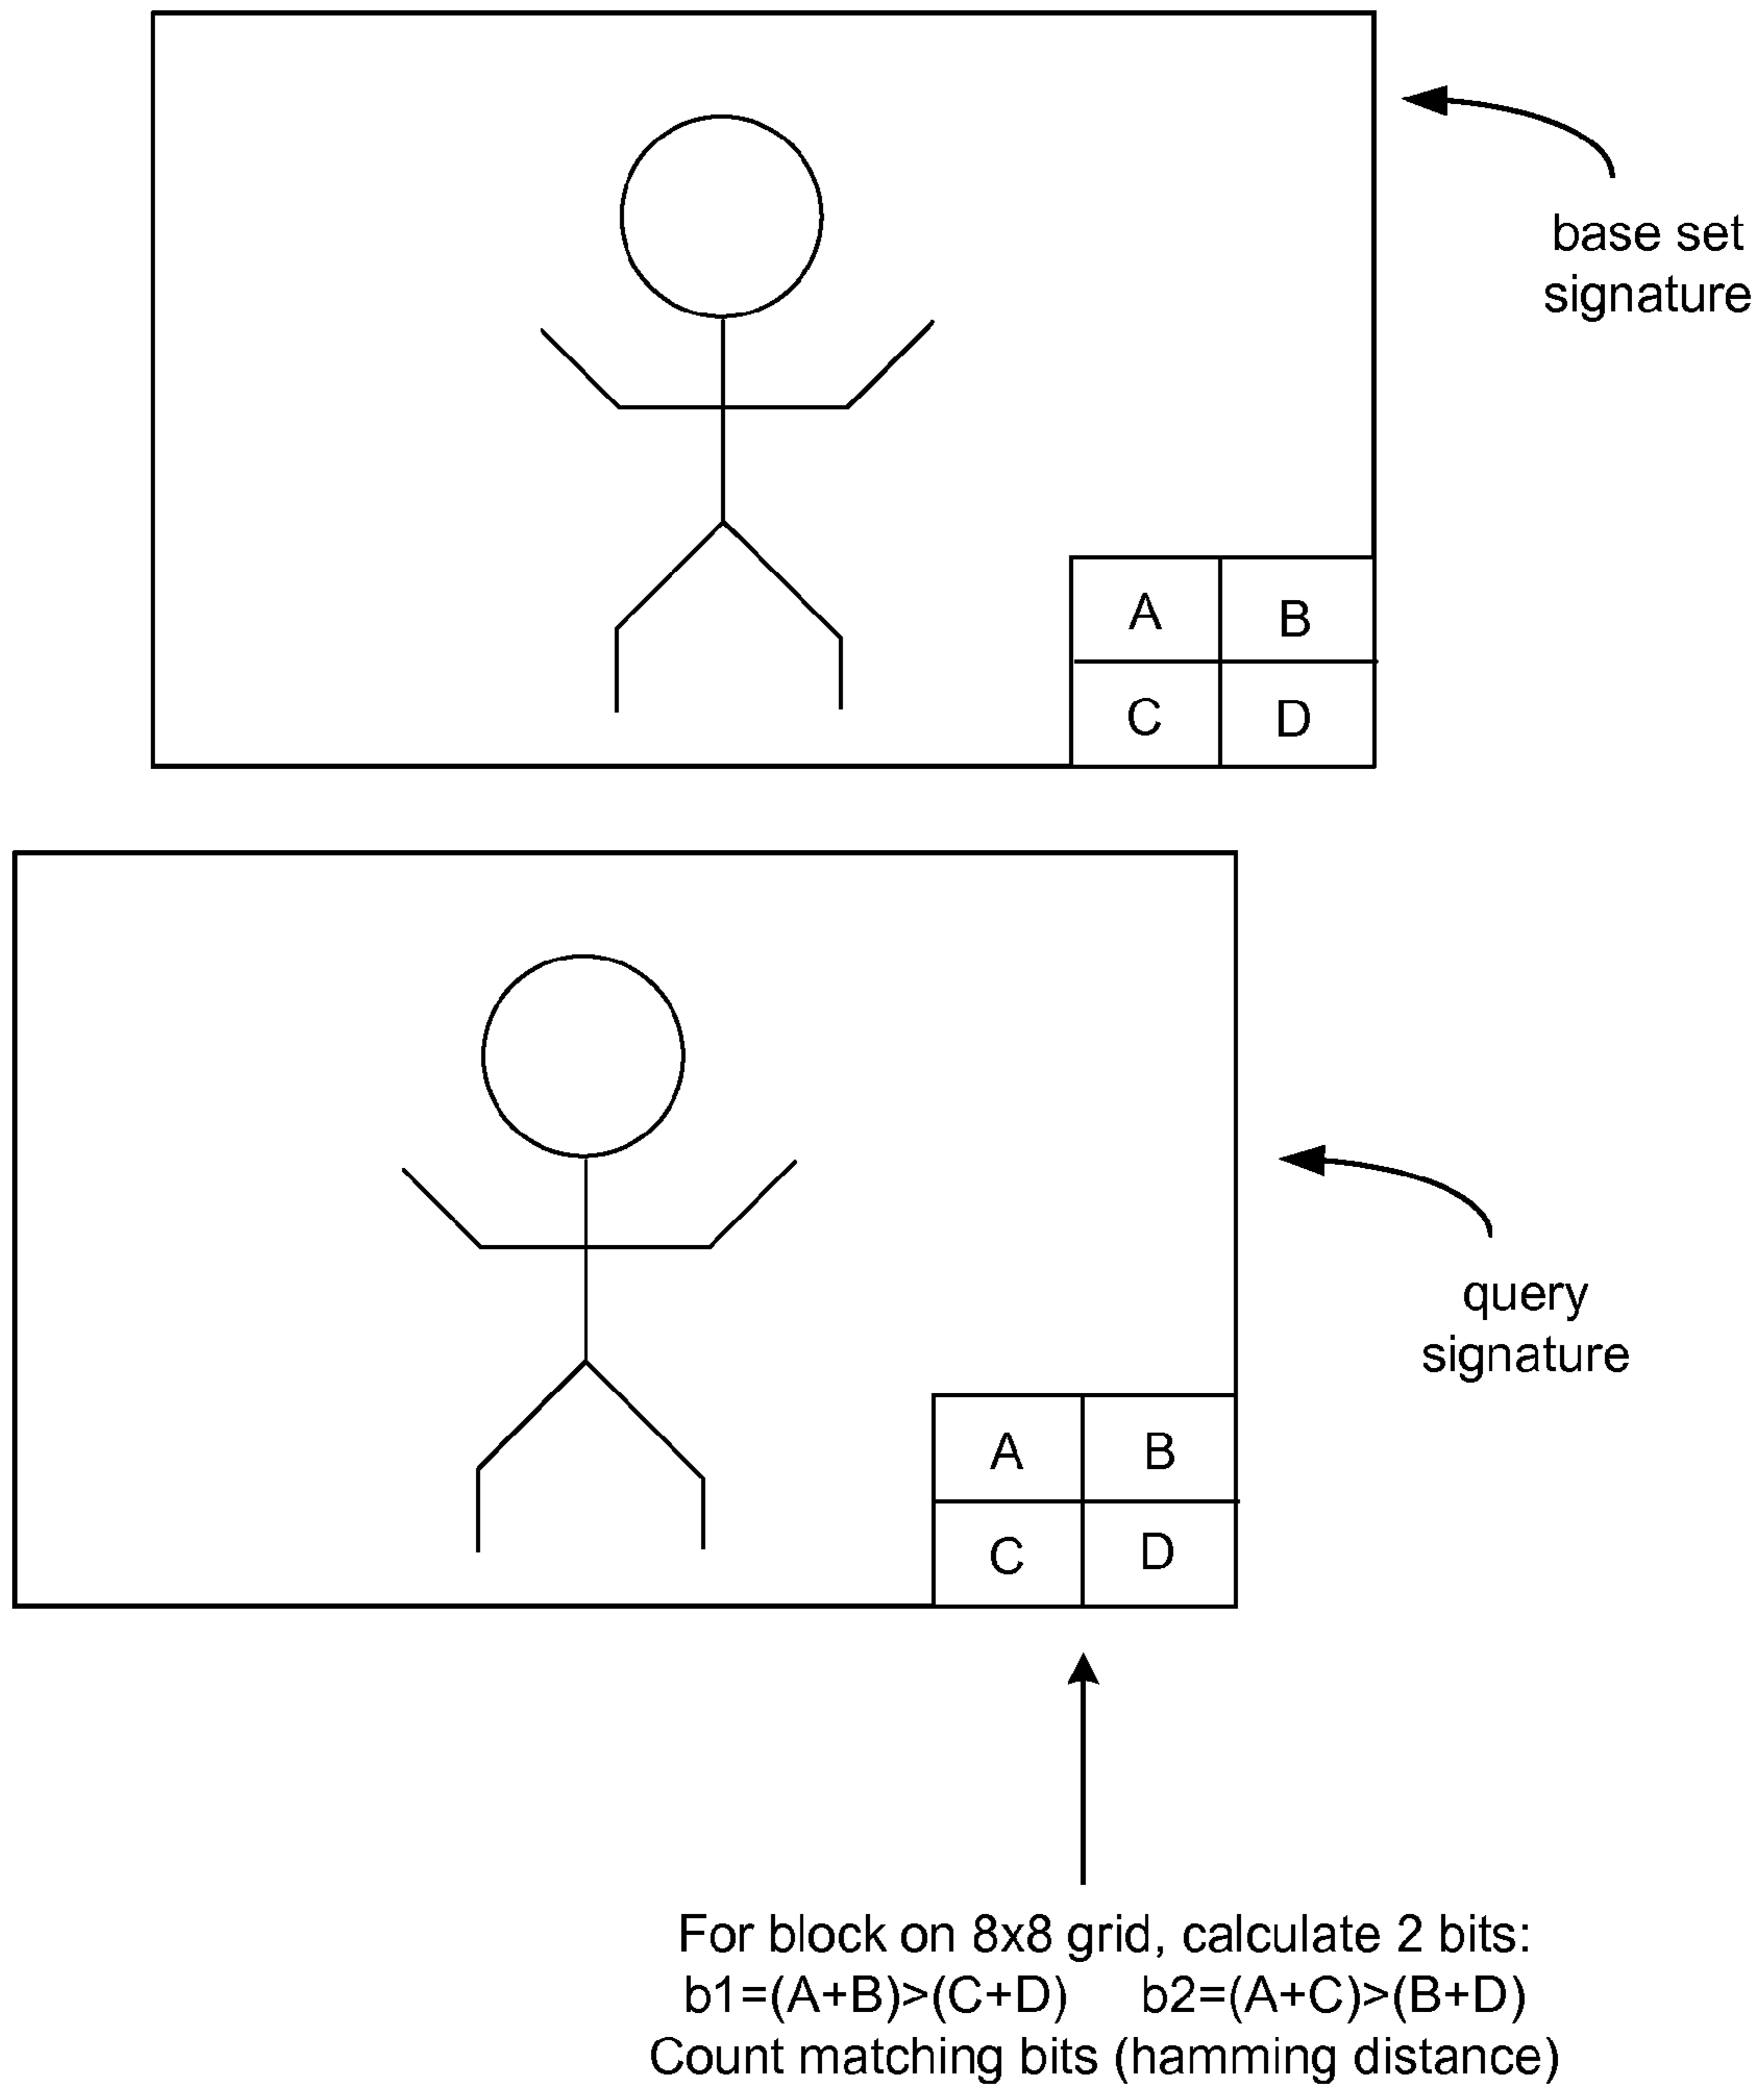 base set
signature
A B
C D
query
signature
A B
C D
For block on 8x8 grid, calculate 2 bits:
b1=(A+B)>(C+D) b2=(A+C)>(B+D)
Count matching bits (hamming distance)